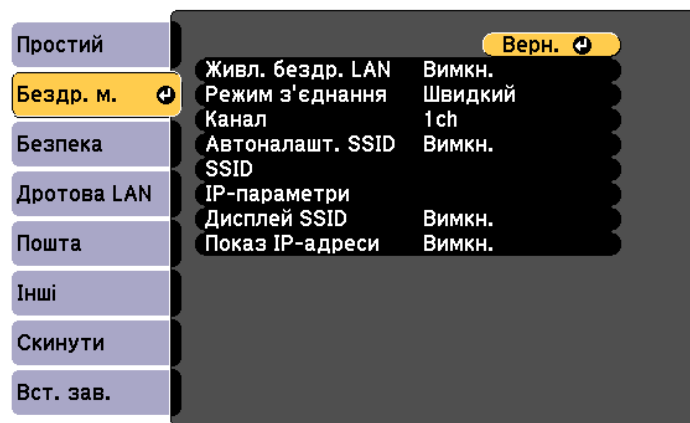 Простий
Бездр. м.
Безпека
Дротова LAN
Пошта
Інші
Скинути
Вст. зав.
Верн.
Живл. бездр. LAN Вимкн.
Режим з'єднання Швидкий
Канал 1ch
Автоналашт. SSID Вимкн.
SSID
IP-параметри
Дисплей SSID Вимкн.
Показ IP-адреси Вимкн.